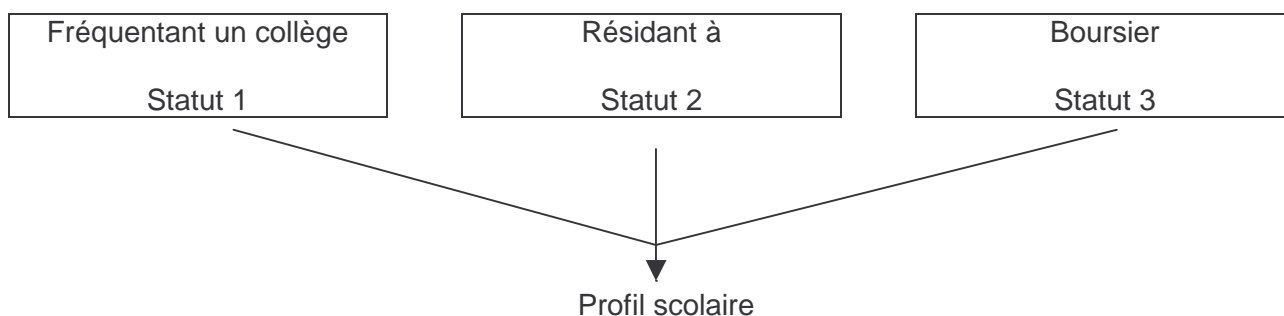 Fréquentant un collège
Statut 1
Résidant à
Statut 2
Boursier
Statut 3
Profil scolaire